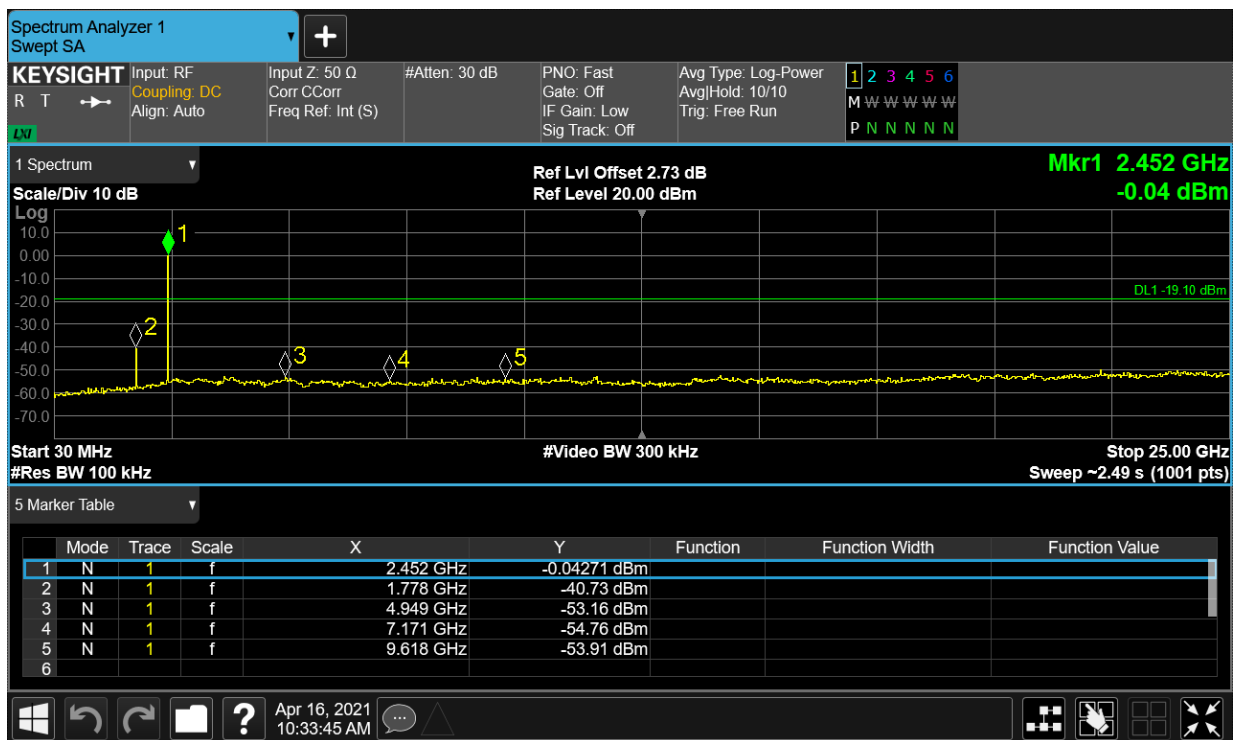 Spectrum Analyzer 1
Swept SA
KEYSIGHT
R T
LXI
Input: RF
Coupling: DC
Align: Auto
Input Z: 50 Ω
Corr CCorr
Freq Ref: Int (S)
#Atten: 30 dB
PNO: Fast
Gate: Off
IF Gain: Low
Sig Track: Off
Avg Type: Log-Power
Avg|Hold: 10/10
Trig: Free Run
1 2 3 4 5 6
M W W W W W
P N N N N N
1 Spectrum
Scale/Div 10 dB
Log
Ref Lvl Offset 2.73 dB
Ref Level 20.00 dBm
Mkr1 2.452 GHz
-0.04 dBm
10.0
0.00
-10.0
-20.0
-30.0
-40.0
-50.0
-60.0
-70.0
1
2
3
4
5
DL1 -19.10 dBm
Start 30 MHz
#Res BW 100 kHz
#Video BW 300 kHz
Stop 25.00 GHz
Sweep ~2.49 s (1001 pts)
5 Marker Table
Mode Trace Scale X Y Function Function Width Function Value
1 N 1 f 2.452 GHz -0.04271 dBm
2 N 1 f 1.778 GHz -40.73 dBm
3 N 1 f 4.949 GHz -53.16 dBm
4 N 1 f 7.171 GHz -54.76 dBm
5 N 1 f 9.618 GHz -53.91 dBm
6
?
Apr 16, 2021
10:33:45 AM